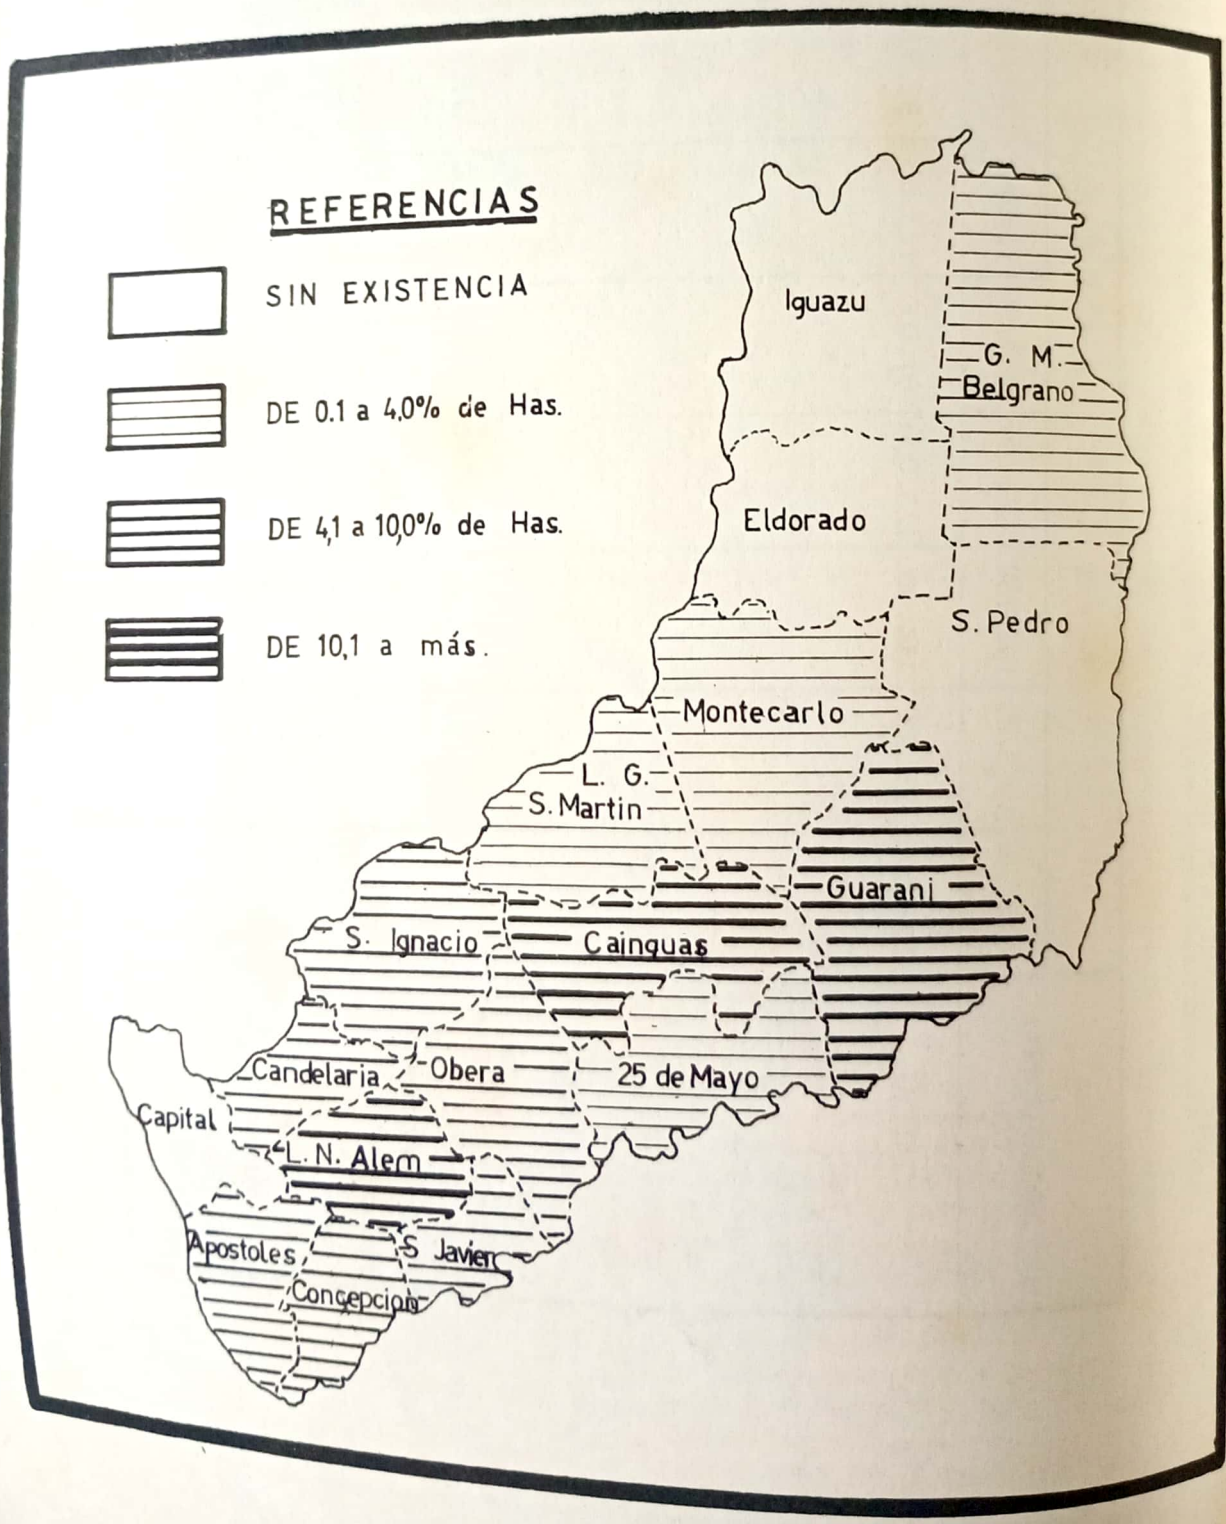 REFERENCIAS
SIN EXISTENCIA
DE 0.1 a 4,0% de Has.
DE 4,1 a 10,0% de Has.
DE 10,1 a más.
Iguazu
G. M.
Belgrano
Eldorado
S. Pedro
Montecarlo
L. G.
S. Martin
Guarani
S. Ignacio
Cainguas
Candelaria
Obera
25 de Mayo
Capital
L. N. Alem
Apostoles
S Javier
Concepcion